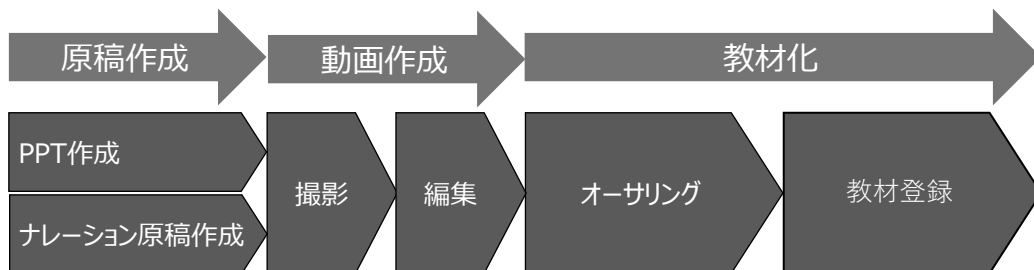 原稿作成
動画作成
教材化
PPT作成
ナレーション原稿作成
撮影
編集
オーサリング
教材登録